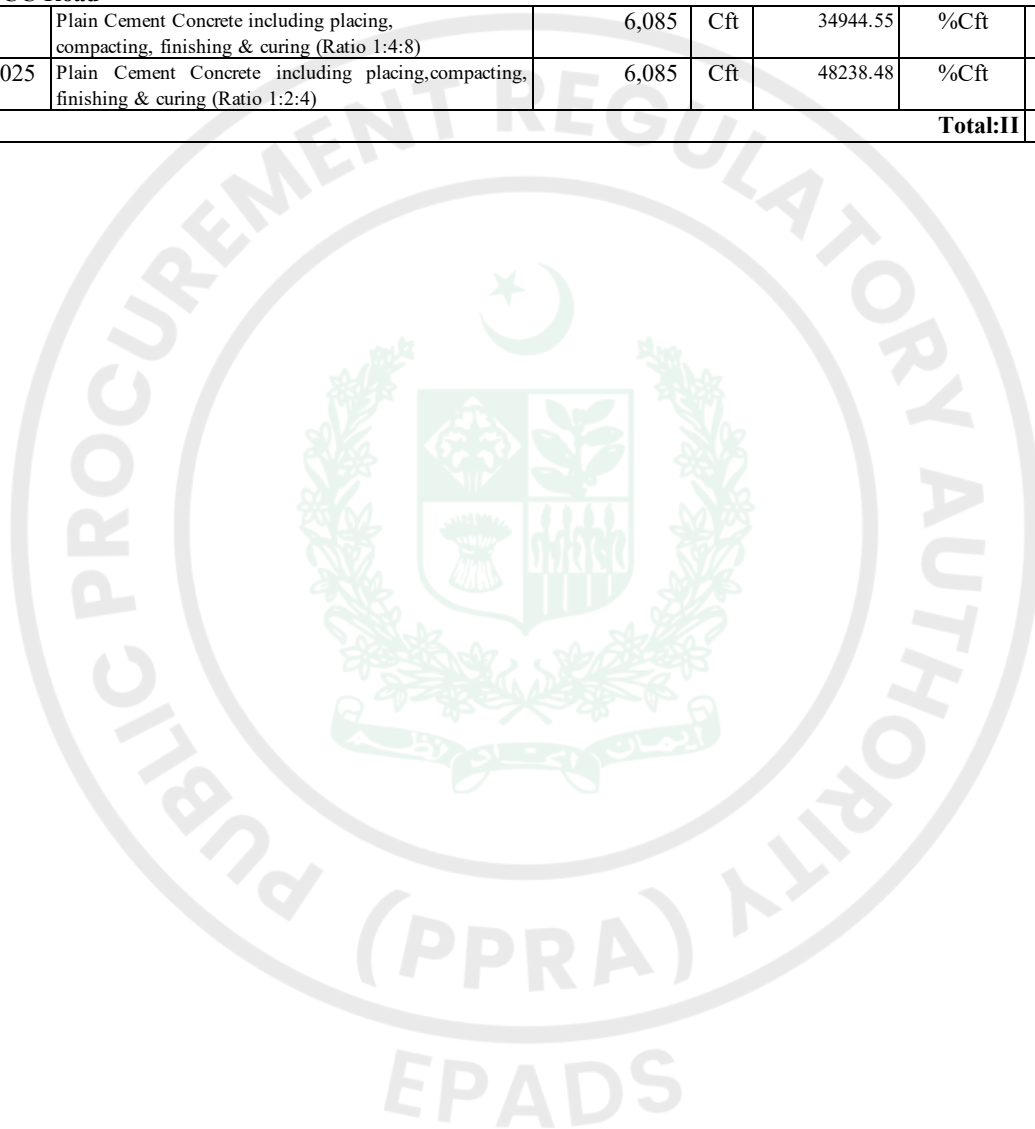 Plain Cement Concrete including placing, compacting, finishing & curing (Ratio 1:4:8) 6,085 Cft 34944.55 %Cft
025 Plain Cement Concrete including placing,compacting, finishing & curing (Ratio 1:2:4) 6,085 Cft 48238.48 %Cft
Total:II
PUBLIC PROCUREMENT REGULATORY AUTHORITY
(PPRA)
EPADS